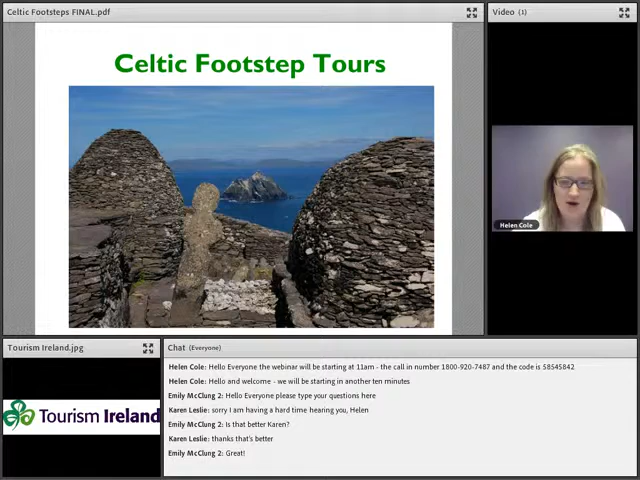 Celtic Footsteps FINAL.pdf
Video (1)
Celtic Footstep Tours
Helen Cole
Tourism Ireland.jpg
Tourism Ireland
Chat (Everyone)
Helen Cole: Hello Everyone the webinar will be starting at 11am - the call in number 1800-920-7487 and the code is 58545842
Helen Cole: Hello and welcome - we will be starting in another ten minutes
Emily McClung 2: Hello Everyone please type your questions here
Karen Leslie: sorry I am having a hard time hearing you, Helen
Emily McClung 2: Is that better Karen?
Karen Leslie: thanks that's better
Emily McClung 2: Great!